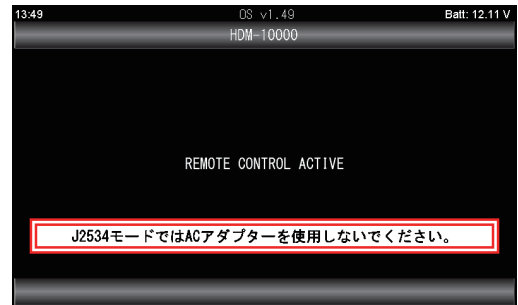 13:49 OS v1.49 Batt: 12.11 V
HDM-10000
REMOTE CONTROL ACTIVE
J2534モードではACアダプターを使用しないでください。